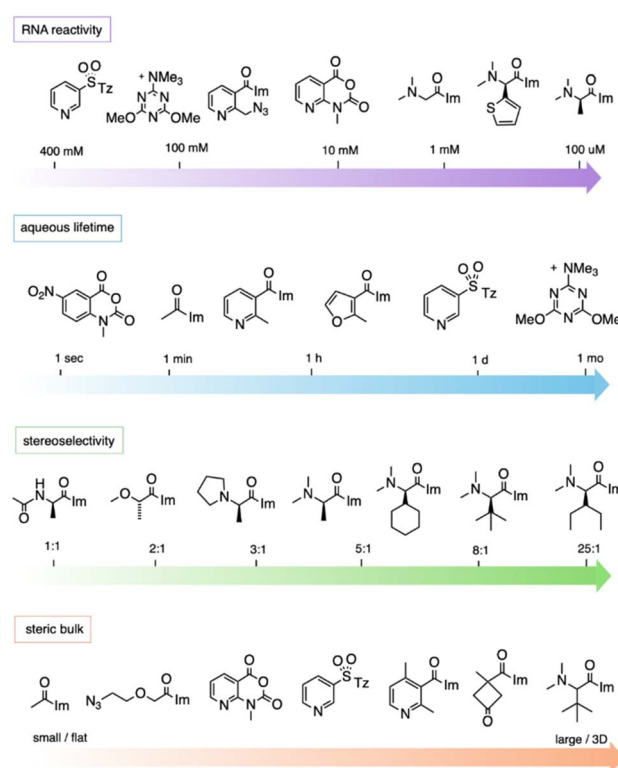 RNA reactivity
O O
S
Tz
N
+ NMe3
N N
MeO N OMe
O
Im
N N3
O
O
N N O
N
O
Im
N O
Im
S
N O
Im
400 mM 100 mM 10 mM 1 mM 100 uM
aqueous lifetime
O2N
O
O
N O
O
Im
O
Im
N
O
Im
O
O O
S
Tz
N
+ NMe3
N N
MeO N OMe
1 sec 1 min 1 h 1 d 1 mo
stereoselectivity
H
N
O
O
Im
O
O
Im
N
O
Im
N
O
Im
N
O
Im
N
O
Im
N
O
Im
1:1 2:1 3:1 5:1 8:1 25:1
steric bulk
O
Im
N3
O
O
Im
O
O
N N O
O O
S
Tz
N
O
Im
N
O
Im
O
N
O
Im
small / flat large / 3D